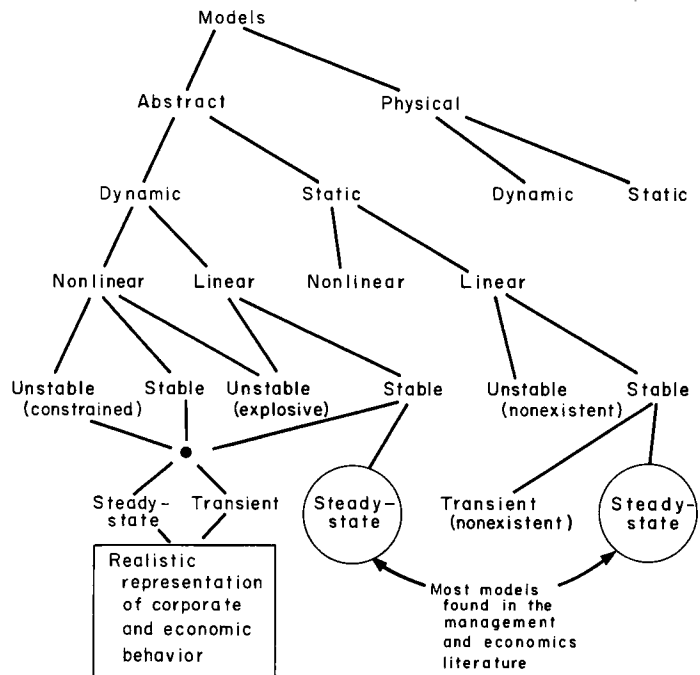 Models
Abstract Physical
Dynamic Static Dynamic Static
Nonlinear Linear Nonlinear Linear
Unstable Stable Unstable Stable Unstable Stable
(constrained) (explosive) (nonexistent)
Steady-
state
Transient
Steady-
state
Transient
(nonexistent)
Steady-
state
Realistic
representation
of corporate
and economic
behavior
Most models
found in the
management
and economics
literature